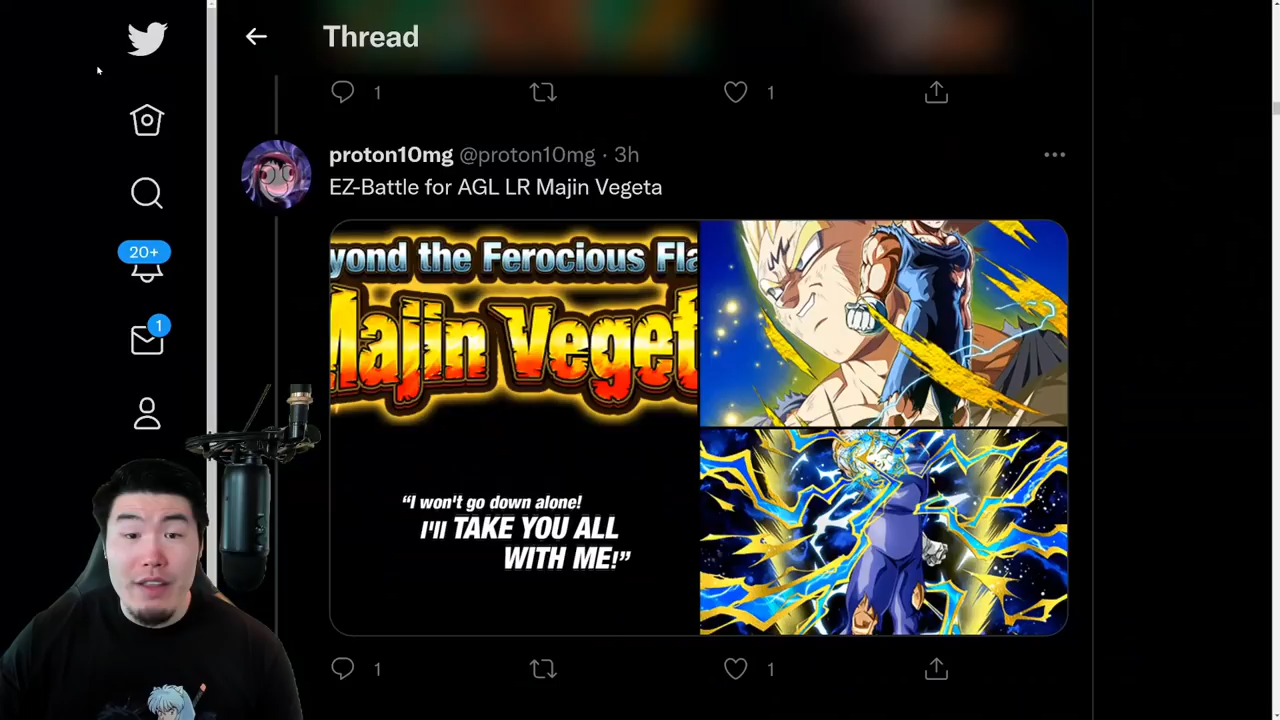 Thread
1
1
proton10mg @proton10mg · 3h
EZ-Battle for AGL LR Majin Vegeta
20+
1
yond the Ferocious Fla
Majin Veget
"I won't go down alone!
I'll TAKE YOU ALL
WITH ME!"
1
1